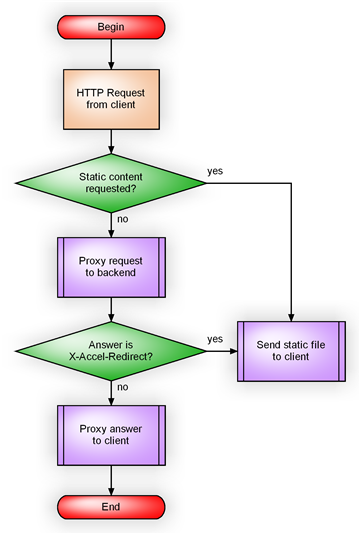 Begin
HTTP Request
from client
Static content
requested?
yes
no
Proxy request
to backend
Answer is
X-Accel-Redirect?
yes
Send static file
to client
no
Proxy answer
to client
End